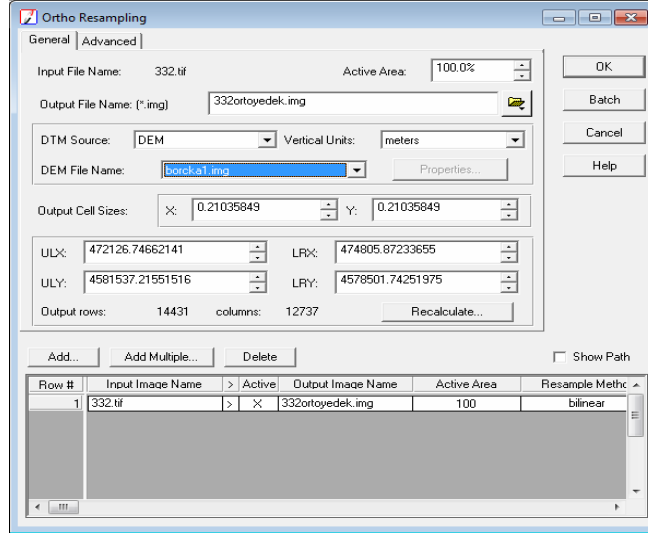 Ortho Resampling
General Advanced
Input File Name: 332.tif Active Area: 100.0% OK
Output File Name: (*.img) 332ortoyedek.img Batch
DTM Source: DEM Vertical Units: meters Cancel
DEM File Name: borcka1.img Properties... Help
Output Cell Sizes: X: 0.21035849 Y: 0.21035849
ULX: 472126.74662141 LRX: 474805.87233655
ULY: 4581537.21551516 LRY: 4578501.74251975
Output rows: 14431 columns: 12737 Recalculate...
Add... Add Multiple... Delete Show Path
Row # Input Image Name > Active Output Image Name Active Area Resample Methc
1 332.tif > X 332ortoyedek.img 100 bilinear